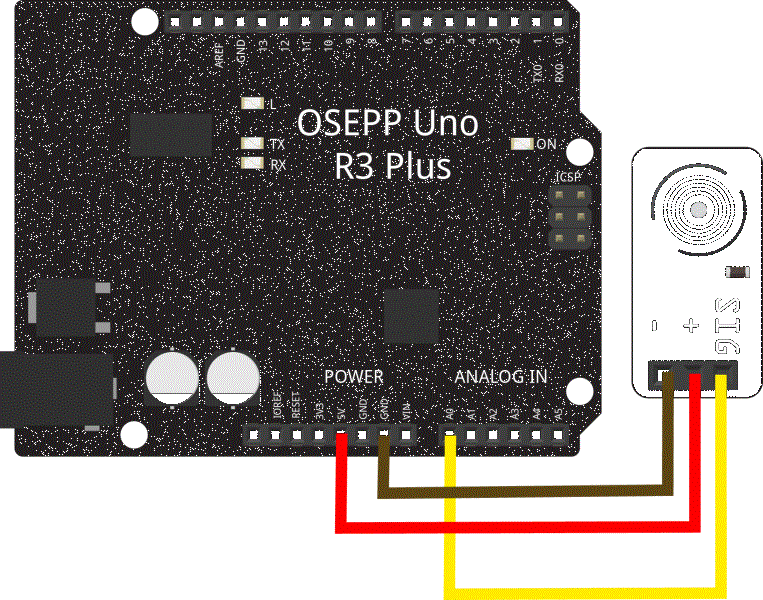 AREF
GND
13
12
11
10
9
8
7
6
5
4
3
2
1
0
TX0
RX0
L
TX
RX
OSEPP Uno
R3 Plus
ON
ICSP
-
+
SIG
POWER
ANALOG IN
IOREF
RESET
3V3
5V
GND
GND
VIN
A0
A1
A2
A3
A4
A5